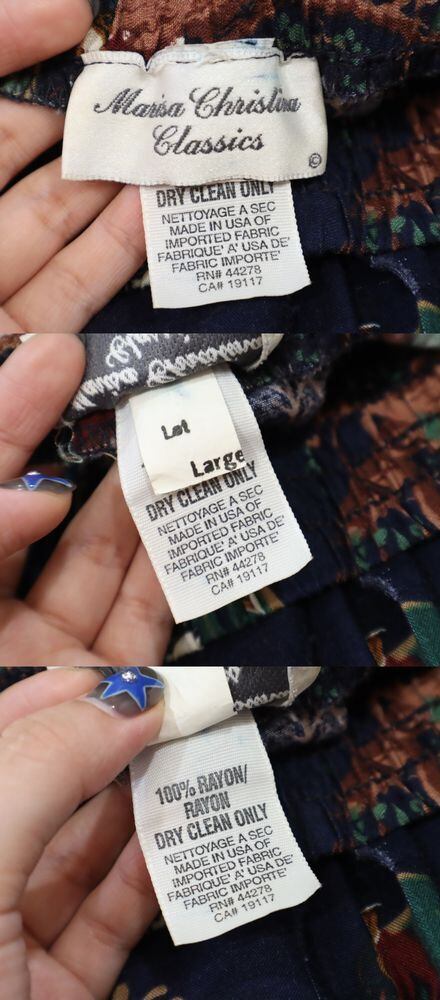 Marisa Christina
Classics
©
DRY CLEAN ONLY
NETTOYAGE A SEC
MADE IN USA OF
IMPORTED FABRIC
FABRIQUE' A' USA DE'
FABRIC IMPORTE'
RN# 44278
CA# 19117
Lot
Large
DRY CLEAN ONLY
NETTOYAGE A SEC
MADE IN USA OF
IMPORTED FABRIC
FABRIQUE' A' USA DE'
FABRIC IMPORTE'
RN# 44278
CA# 19117
100% RAYON/
RAYON
DRY CLEAN ONLY
NETTOYAGE A SEC
MADE IN USA OF
IMPORTED FABRIC
FABRIQUE' A' USA DE'
FABRIC IMPORTE'
RN# 44278
CA# 19117